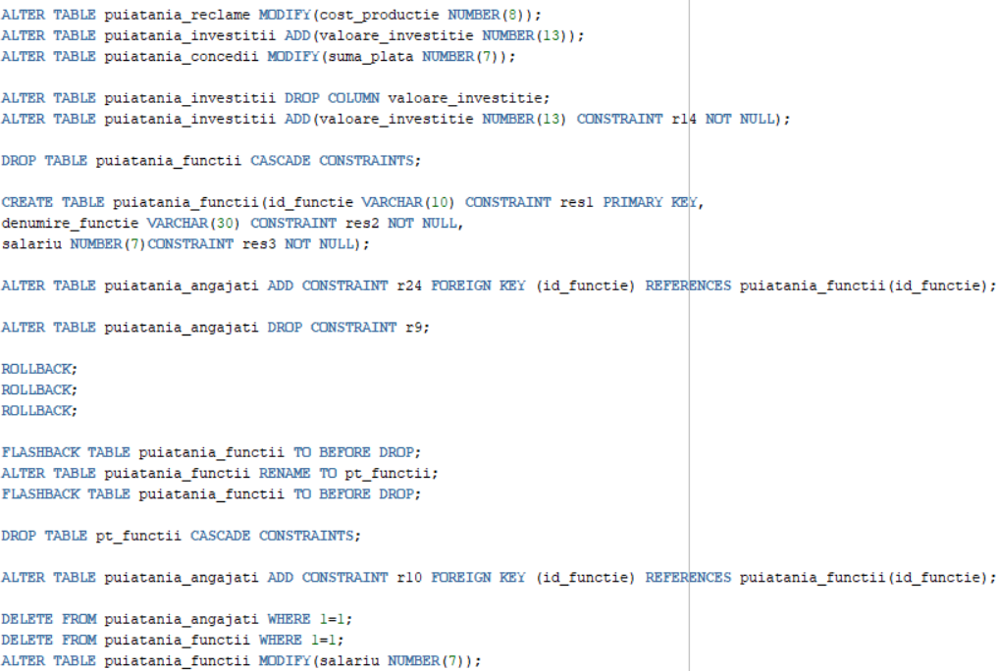 ALTER TABLE puiatania_reclame MODIFY(cost_productie NUMBER(8));
ALTER TABLE puiatania_investitii ADD(valoare_investitie NUMBER(13));
ALTER TABLE puiatania_concedii MODIFY(suma_plata NUMBER(7));
ALTER TABLE puiatania_investitii DROP COLUMN valoare_investitie;
ALTER TABLE puiatania_investitii ADD(valoare_investitie NUMBER(13) CONSTRAINT r14 NOT NULL);
DROP TABLE puiatania_functii CASCADE CONSTRAINTS;
CREATE TABLE puiatania_functii(id_functie VARCHAR(10) CONSTRAINT res1 PRIMARY KEY,
denumire_functie VARCHAR(30) CONSTRAINT res2 NOT NULL,
salariu NUMBER(7)CONSTRAINT res3 NOT NULL);
ALTER TABLE puiatania_angajati ADD CONSTRAINT r24 FOREIGN KEY (id_functie) REFERENCES puiatania_functii(id_functie);
ALTER TABLE puiatania_angajati DROP CONSTRAINT r9;
ROLLBACK;
ROLLBACK;
ROLLBACK;
FLASHBACK TABLE puiatania_functii TO BEFORE DROP;
ALTER TABLE puiatania_functii RENAME TO pt_functii;
FLASHBACK TABLE puiatania_functii TO BEFORE DROP;
DROP TABLE pt_functii CASCADE CONSTRAINTS;
ALTER TABLE puiatania_angajati ADD CONSTRAINT r10 FOREIGN KEY (id_functie) REFERENCES puiatania_functii(id_functie);
DELETE FROM puiatania_angajati WHERE 1=1;
DELETE FROM puiatania_functii WHERE 1=1;
ALTER TABLE puiatania_functii MODIFY(salariu NUMBER(7));